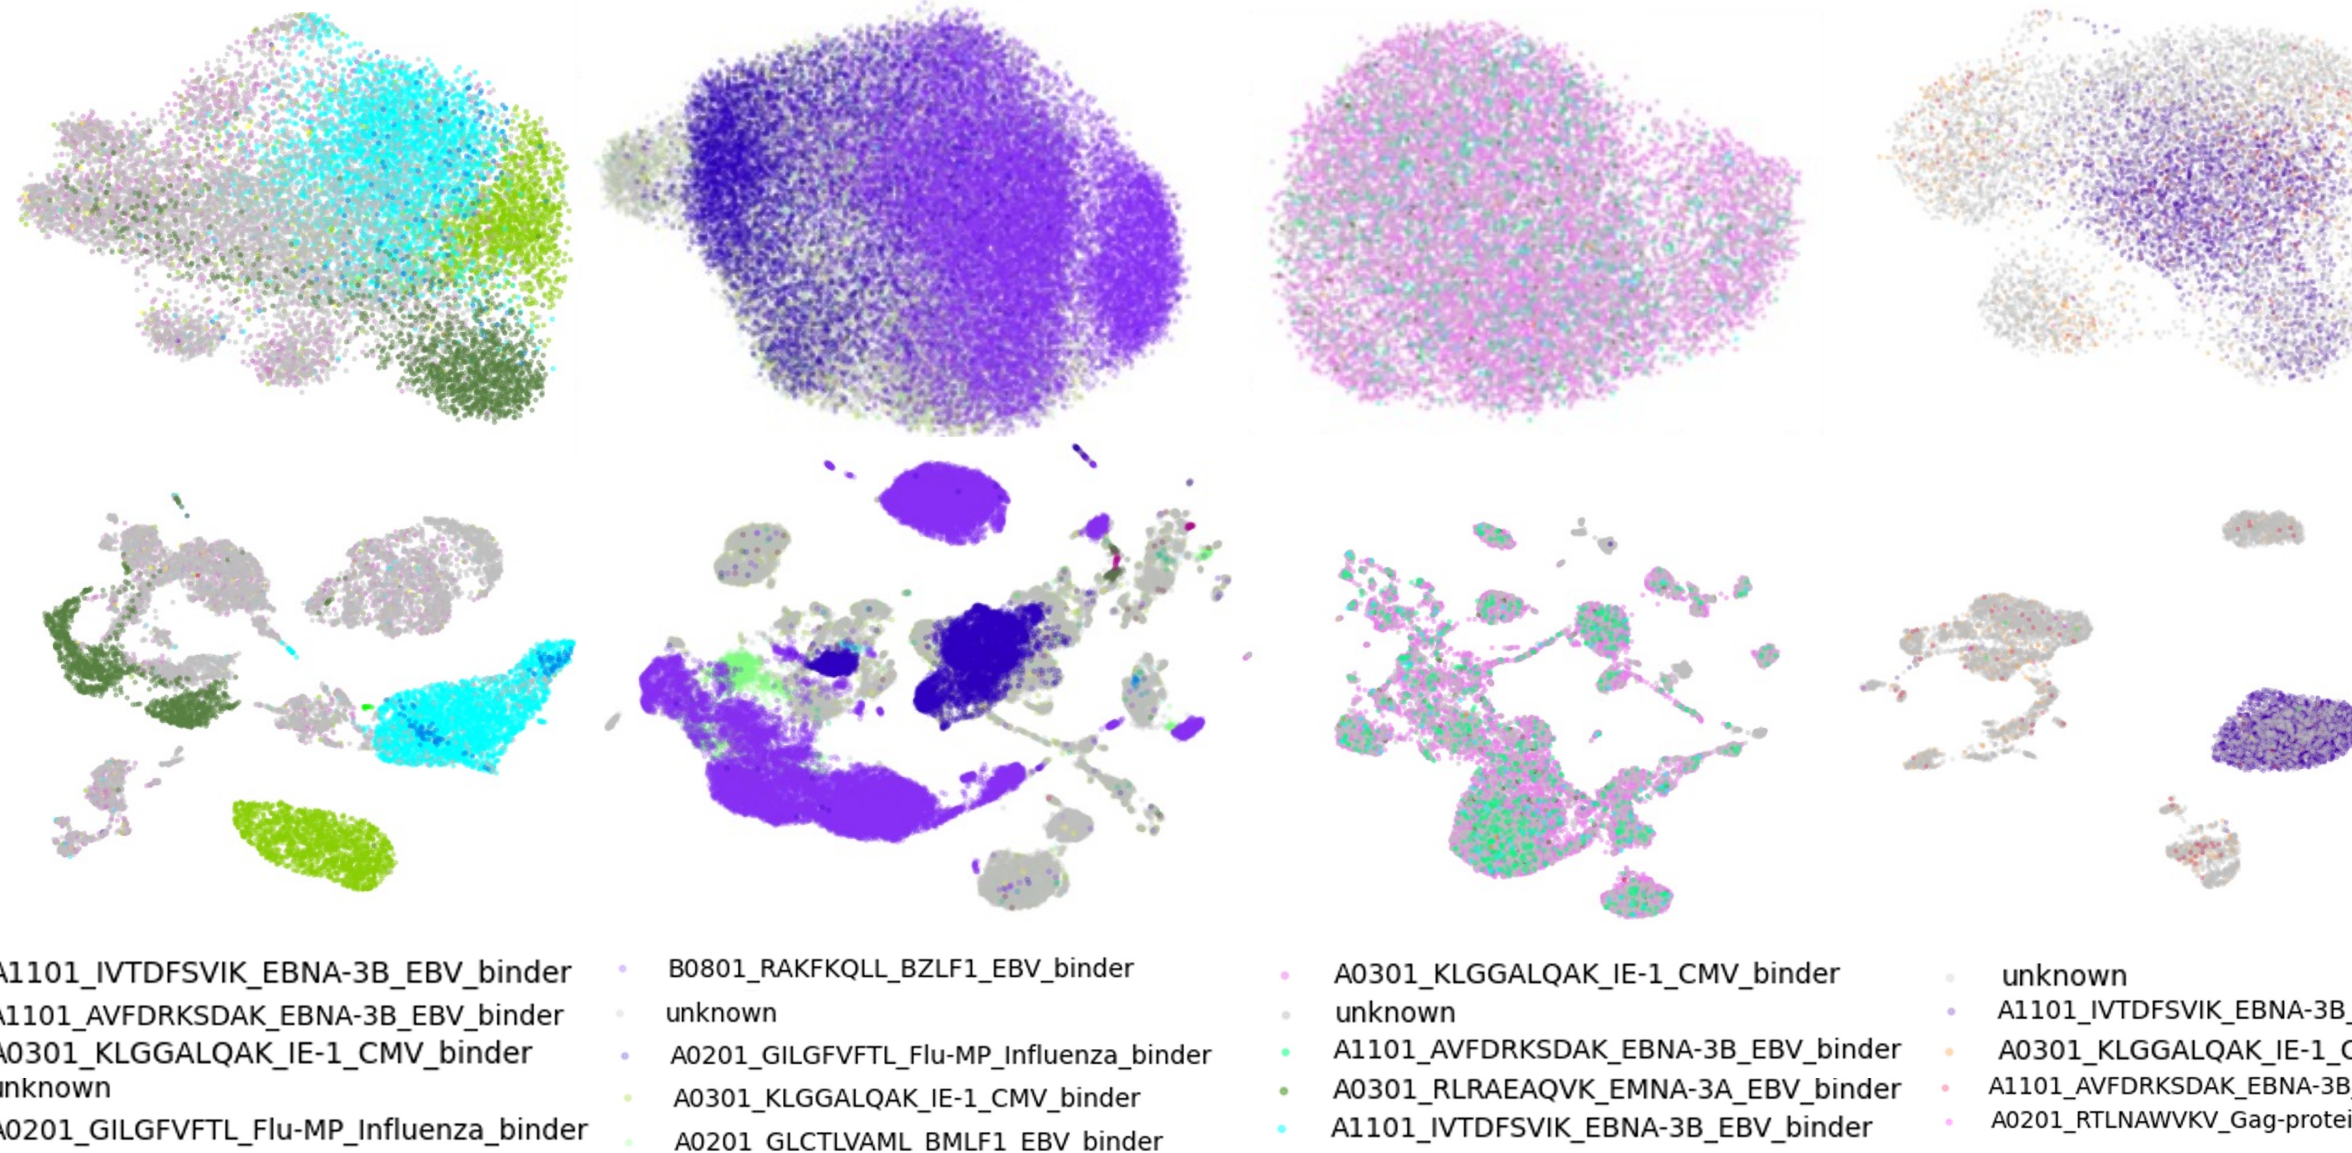 A1101_IVTDFSVIK_EBNA-3B_EBV_binder
A1101_AVFDRKSDAK_EBNA-3B_EBV_binder
A0301_KLGGALQAK_IE-1_CMV_binder
unknown
A0201_GILGFVFTL_Flu-MP_Influenza_binder
B0801_RAKFKQLL_BZLF1_EBV_binder
unknown
A0201_GILGFVFTL_Flu-MP_Influenza_binder
A0301_KLGGALQAK_IE-1_CMV_binder
A0201_GLCTLVAML_BMLF1_EBV_binder
A0301_KLGGALQAK_IE-1_CMV_binder
unknown
A1101_AVFDRKSDAK_EBNA-3B_EBV_binder
A0301_RLRAEAQVK_EMNA-3A_EBV_binder
A1101_IVTDFSVIK_EBNA-3B_EBV_binder
unknown
A1101_IVTDFSVIK_EBNA-3B_
A0301_KLGGALQAK_IE-1_C
A1101_AVFDRKSDAK_EBNA-3B
A0201_RTLNAWVKV_Gag-protei